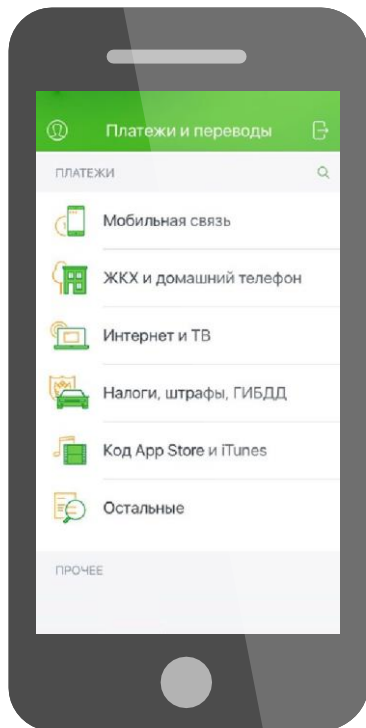 Платежи и переводы
ПЛАТЕЖИ
Мобильная связь
ЖКХ и домашний телефон
Интернет и ТВ
Налоги, штрафы, ГИБДД
Код App Store и iTunes
Остальные
ПРОЧЕЕ